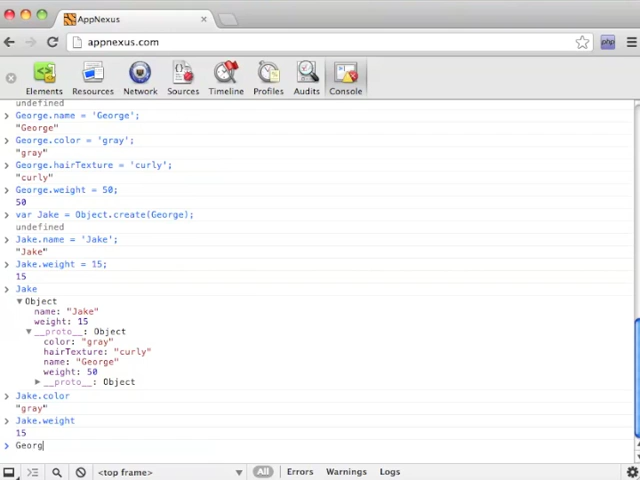 AppNexus
appnexus.com
php
Elements Resources Network Sources Timeline Profiles Audits Console
undefined
George.name = 'George';
"George"
George.color = 'gray';
"gray"
George.hairTexture = 'curly';
"curly"
George.weight = 50;
50
var Jake = Object.create(George);
undefined
Jake.name = 'Jake';
"Jake"
Jake.weight = 15;
15
Jake
Object
name: "Jake"
weight: 15
__proto__: Object
color: "gray"
hairTexture: "curly"
name: "George"
weight: 50
__proto__: Object
Jake.color
"gray"
Jake.weight
15
Georg
<top frame> All Errors Warnings Logs